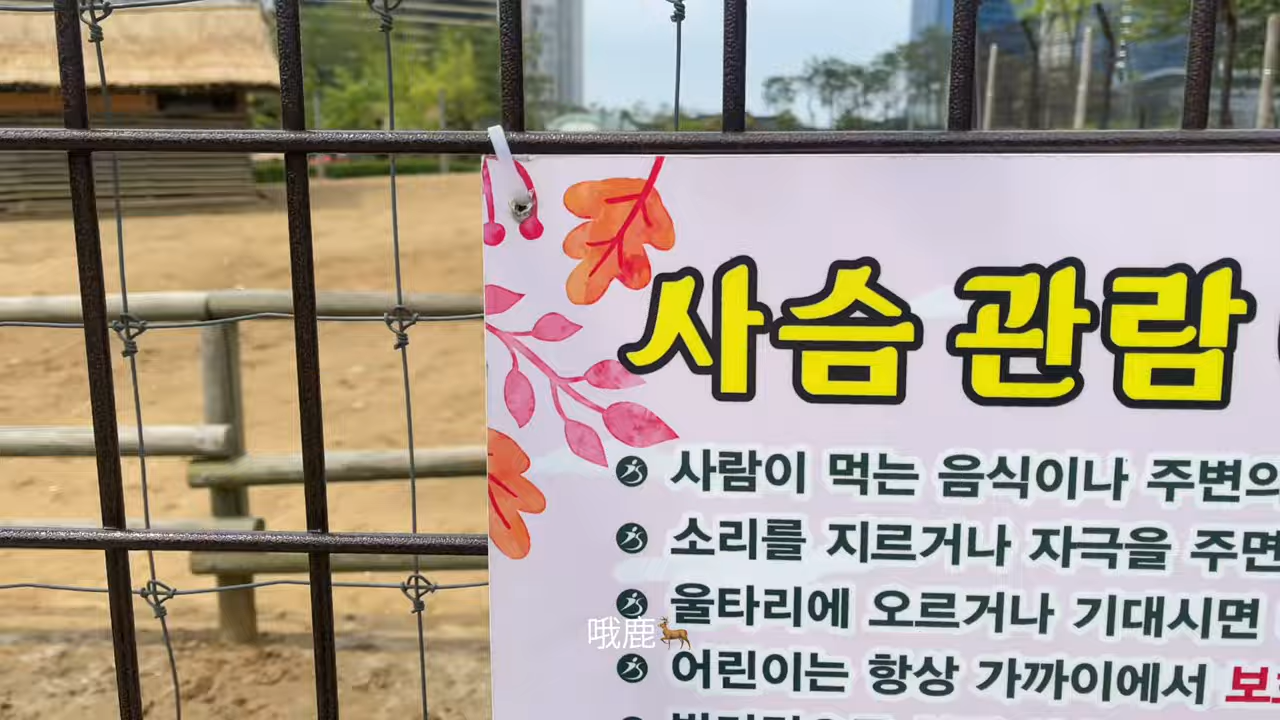 사슴 관람
사람이 먹는 음식이나 주변의
소리를 지르거나 자극을 주면
울타리에 오르거나 기대시면
哦鹿🦌
어린이는 항상 가까이에서